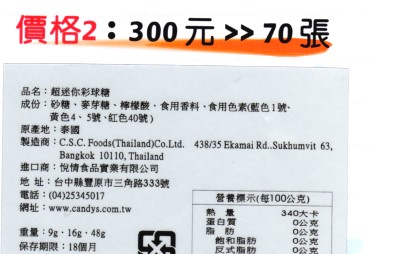 價格2：300元 >> 70張
品名：超迷你彩球糖
成份：砂糖、麥芽糖、檸檬酸、食用香料、食用色素(藍色1號、
黃色4、5號、紅色40號)
原產地：泰國
製造商：C.S.C. Foods(Thailand)Co.Ltd. 438/35 Ekamai Rd..Sukhumvit 63,
Bangkok 10110, Thailand
進口商：悅情食品實業有限公司
地 址：台中縣豐原市三角路333號
電話：(04)25345017
網址：www.candys.com.tw
重量：9g、16g、48g
保存期限：18個月
營養標示(每100公克)
熱 量 340大卡
蛋白質 0公克
脂 肪 0公克
飽和脂肪 0公克
反式脂肪 0公克